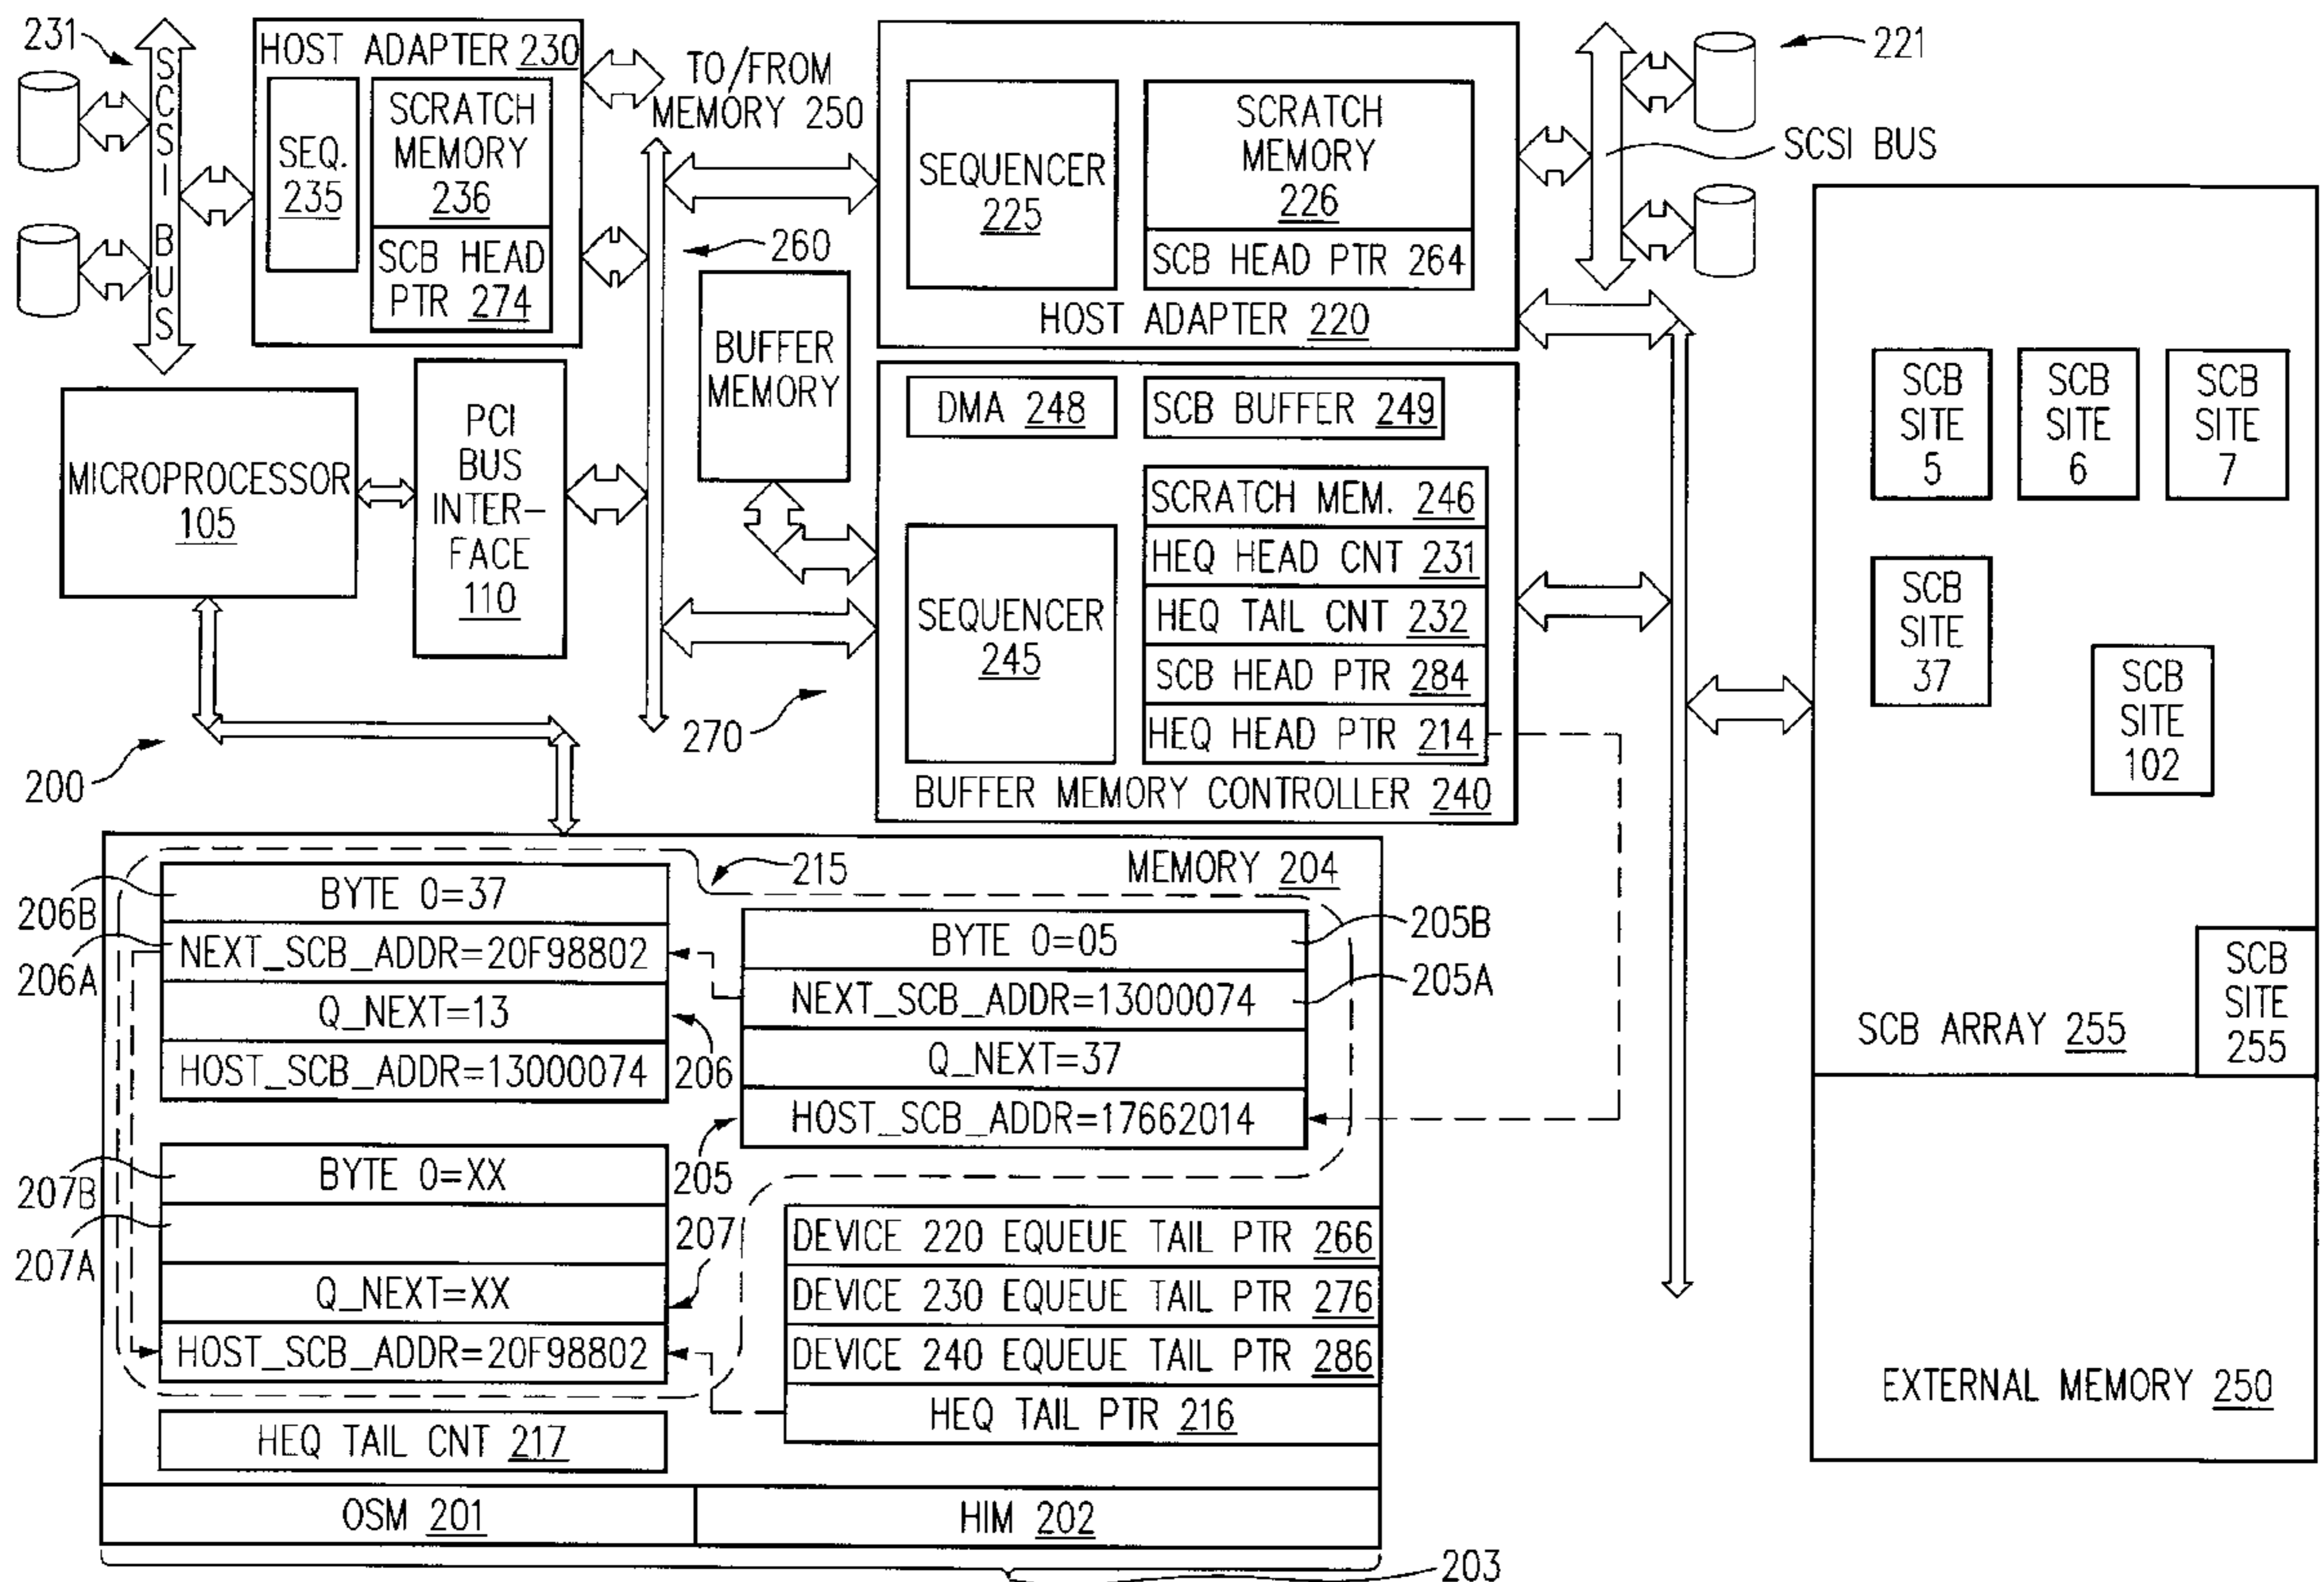 231
SCSI BUS
HOST ADAPTER 230
SEQ.
235
SCRATCH
MEMORY
236
SCB HEAD
PTR 274
TO/FROM
MEMORY 250
260
SEQUENCER
225
SCRATCH
MEMORY
226
SCB HEAD PTR 264
HOST ADAPTER 220
221
SCSI BUS
MICROPROCESSOR
105
PCI
BUS
INTER-
FACE
110
BUFFER
MEMORY
DMA 248
SCB BUFFER 249
SEQUENCER
245
SCRATCH MEM. 246
HEQ HEAD CNT 231
HEQ TAIL CNT 232
SCB HEAD PTR 284
HEQ HEAD PTR 214
BUFFER MEMORY CONTROLLER 240
270
200
SCB
SITE
5
SCB
SITE
6
SCB
SITE
7
SCB
SITE
37
SCB
SITE
102
SCB
SITE
255
SCB ARRAY 255
EXTERNAL MEMORY 250
215
MEMORY 204
206B
BYTE 0=37
206A
NEXT_SCB_ADDR=20F98802
Q_NEXT=13
HOST_SCB_ADDR=13000074
206
BYTE 0=05
205B
NEXT_SCB_ADDR=13000074
205A
Q_NEXT=37
HOST_SCB_ADDR=17662014
205
207B
BYTE 0=XX
207A
207
Q_NEXT=XX
HOST_SCB_ADDR=20F98802
DEVICE 220 EQUEUE TAIL PTR 266
DEVICE 230 EQUEUE TAIL PTR 276
DEVICE 240 EQUEUE TAIL PTR 286
HEQ TAIL PTR 216
HEQ TAIL CNT 217
OSM 201
HIM 202
203